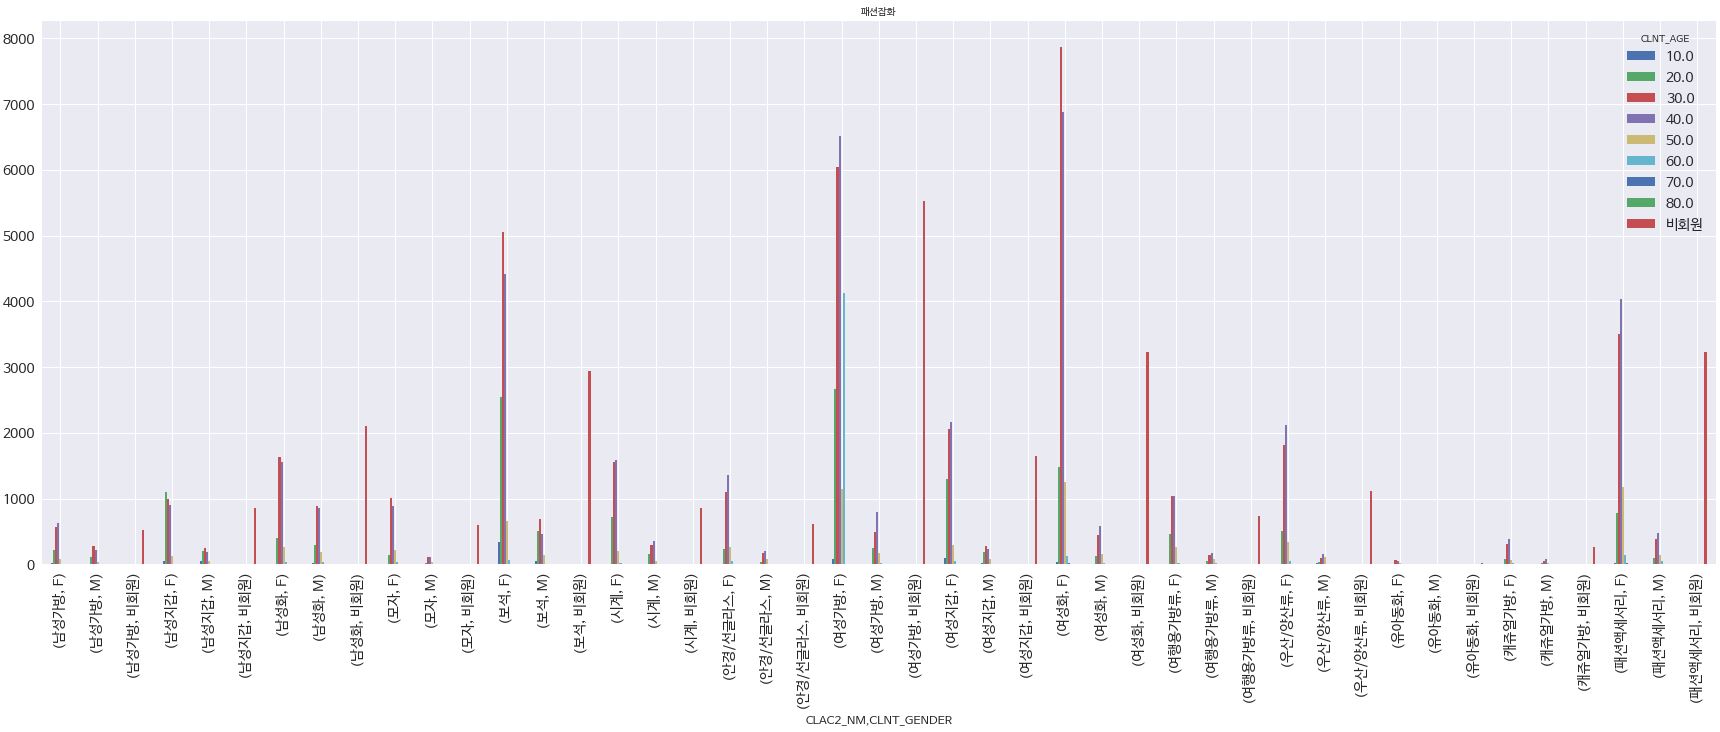 패션잡화
8000
7000
6000
5000
4000
3000
2000
1000
0
CLNT_AGE
10.0
20.0
30.0
40.0
50.0
60.0
70.0
80.0
비회원
(남성가방, F)
(남성가방, M)
(남성가방, 비회원)
(남성지갑, F)
(남성지갑, M)
(남성지갑, 비회원)
(남성화, F)
(남성화, M)
(남성화, 비회원)
(모자, F)
(모자, M)
(모자, 비회원)
(보석, F)
(보석, M)
(보석, 비회원)
(시계, F)
(시계, M)
(시계, 비회원)
(안경/선글라스, F)
(안경/선글라스, M)
(안경/선글라스, 비회원)
(여성가방, F)
(여성가방, M)
(여성가방, 비회원)
(여성지갑, F)
(여성지갑, M)
(여성지갑, 비회원)
(여성화, F)
(여성화, M)
(여성화, 비회원)
(여행용가방류, F)
(여행용가방류, M)
(여행용가방류, 비회원)
(우산/양산류, F)
(우산/양산류, M)
(우산/양산류, 비회원)
(유아동화, F)
(유아동화, M)
(유아동화, 비회원)
(캐쥬얼가방, F)
(캐쥬얼가방, M)
(캐쥬얼가방, 비회원)
(패션액세서리, F)
(패션액세서리, M)
(패션액세서리, 비회원)
CLAC2_NM,CLNT_GENDER